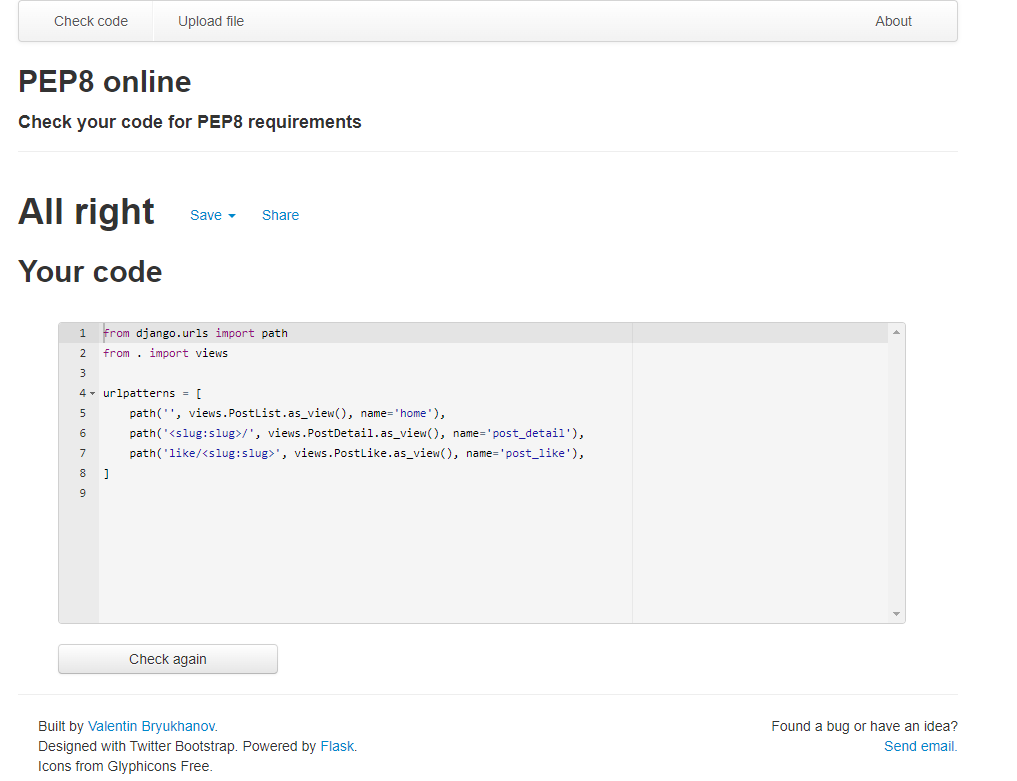 Check code
Upload file
About
PEP8 online
Check your code for PEP8 requirements
All right
Save
Share
Your code
1 from django.urls import path
2 from . import views
3
4 urlpatterns = [
5     path('', views.PostList.as_view(), name='home'),
6     path('<slug:slug>/', views.PostDetail.as_view(), name='post_detail'),
7     path('like/<slug:slug>', views.PostLike.as_view(), name='post_like'),
8 ]
9
Check again
Built by Valentin Bryukhanov.
Designed with Twitter Bootstrap. Powered by Flask.
Icons from Glyphicons Free.
Found a bug or have an idea?
Send email.